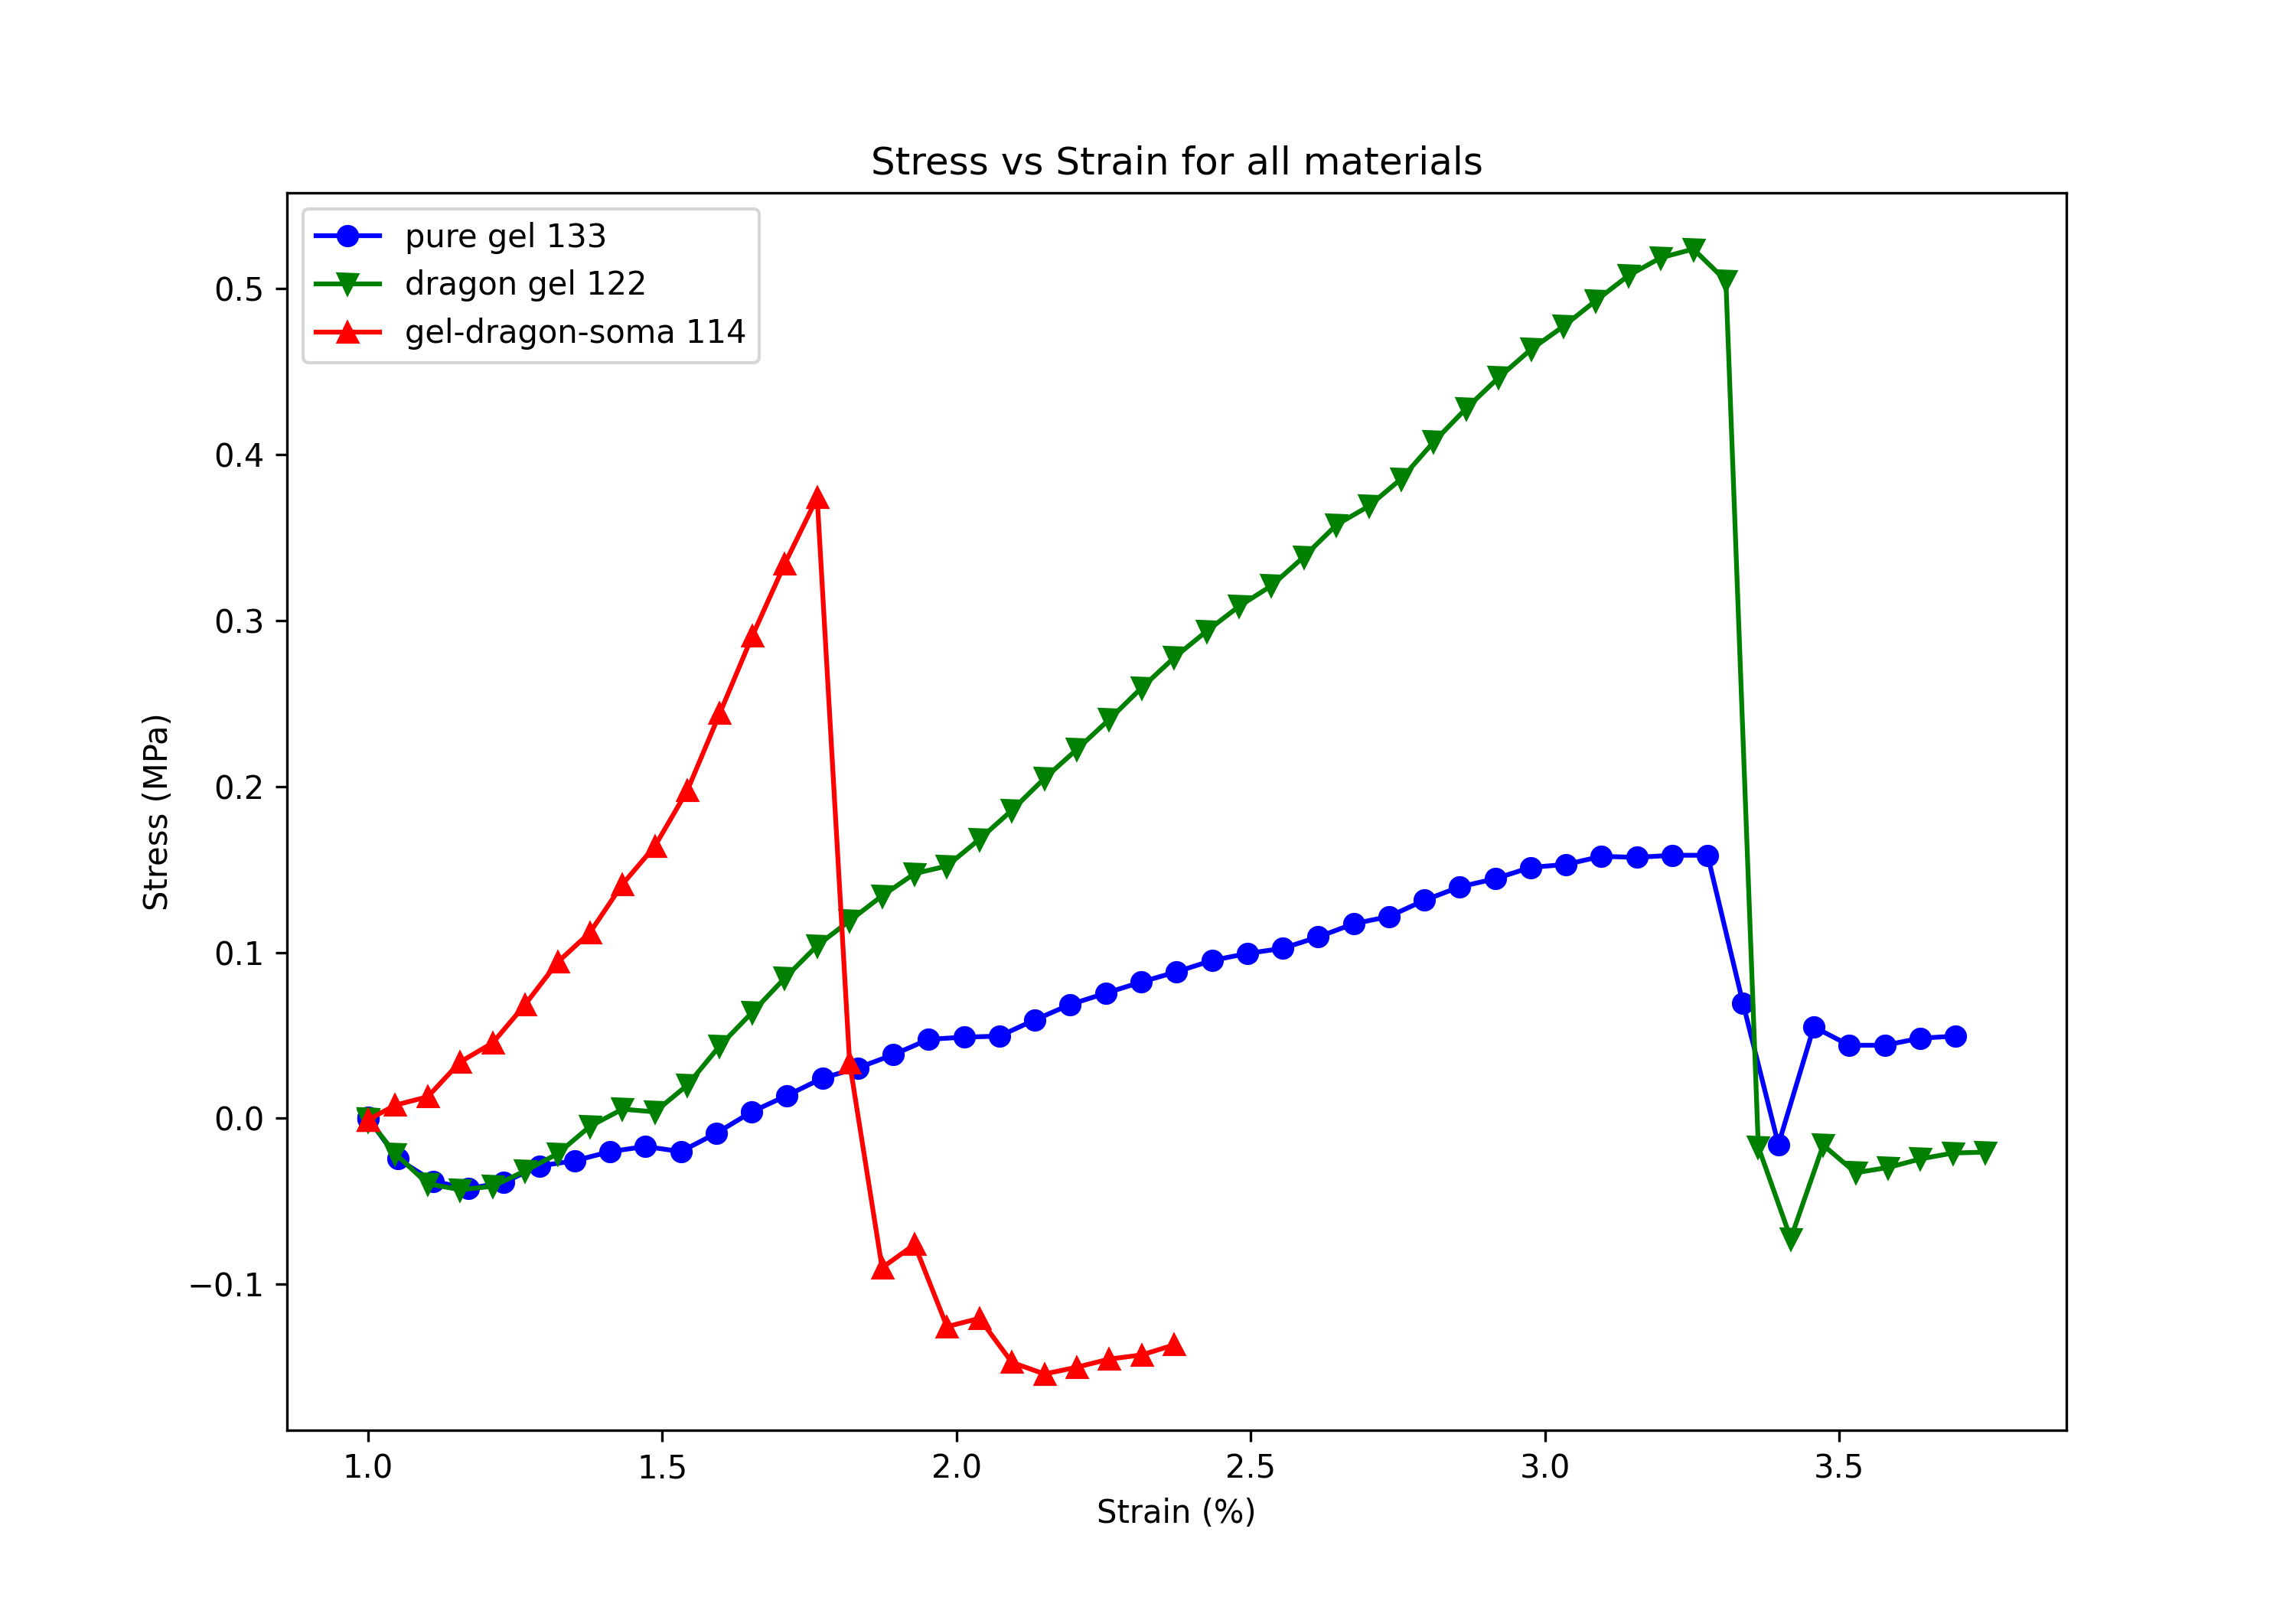 Stress vs Strain for all materials
pure gel 133
dragon gel 122
gel-dragon-soma 114
0.5
0.4
0.3
0.2
0.1
0.0
−0.1
Stress (MPa)
1.0 1.5 2.0 2.5 3.0 3.5
Strain (%)